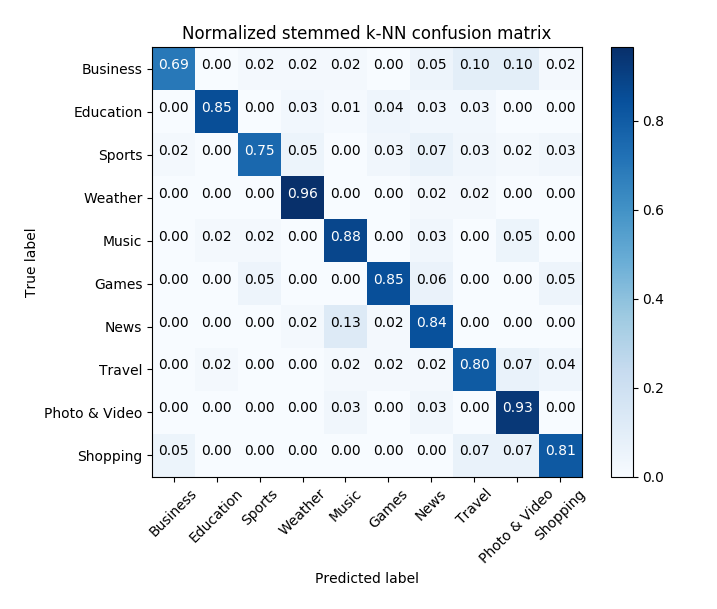 Normalized stemmed k-NN confusion matrix
Business 0.69 0.00 0.02 0.02 0.02 0.00 0.05 0.10 0.10 0.02
Education 0.00 0.85 0.00 0.03 0.01 0.04 0.03 0.03 0.00 0.00
Sports 0.02 0.00 0.75 0.05 0.00 0.03 0.07 0.03 0.02 0.03
Weather 0.00 0.00 0.00 0.96 0.00 0.00 0.02 0.02 0.00 0.00
Music 0.00 0.02 0.02 0.00 0.88 0.00 0.03 0.00 0.05 0.00
Games 0.00 0.00 0.05 0.00 0.00 0.85 0.06 0.00 0.00 0.05
News 0.00 0.00 0.00 0.02 0.13 0.02 0.84 0.00 0.00 0.00
Travel 0.00 0.02 0.00 0.00 0.02 0.02 0.02 0.80 0.07 0.04
Photo & Video 0.00 0.00 0.00 0.00 0.03 0.00 0.03 0.00 0.93 0.00
Shopping 0.05 0.00 0.00 0.00 0.00 0.00 0.00 0.07 0.07 0.81
Business Education Sports Weather Music Games News Travel Photo & Video Shopping
Predicted label
True label
0.8
0.6
0.4
0.2
0.0